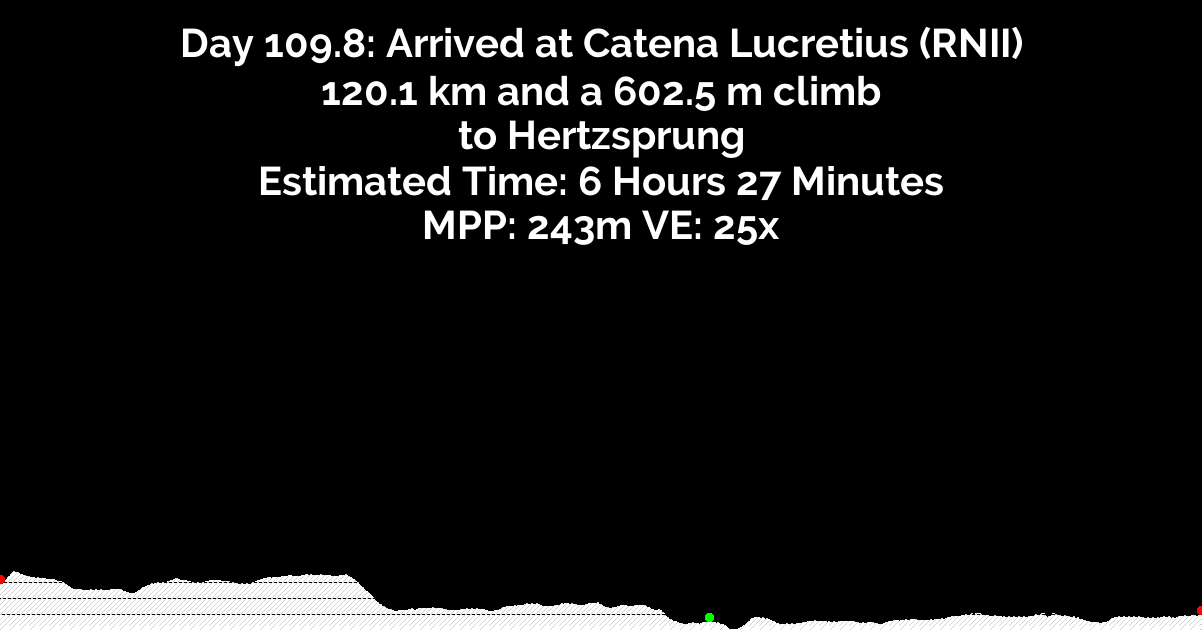 Day 109.8: Arrived at Catena Lucretius (RNII)
120.1 km and a 602.5 m climb
to Hertzsprung
Estimated Time: 6 Hours 27 Minutes
MPP: 243m VE: 25x